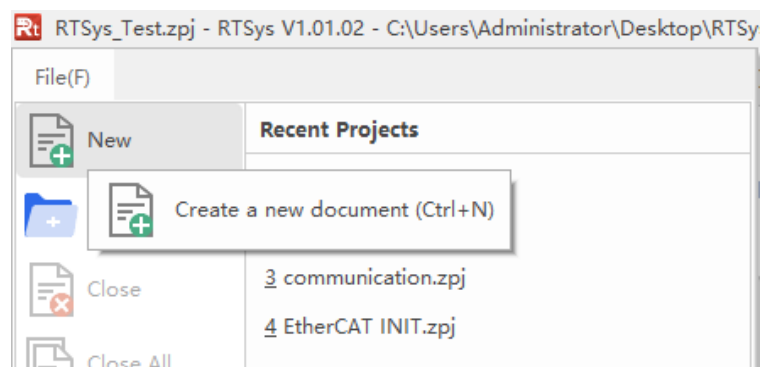 Rt RTSys_Test.zpj - RTSys V1.01.02 - C:\Users\Administrator\Desktop\RTSy
File(F)
New
Recent Projects
Create a new document (Ctrl+N)
Close
3 communication.zpj
4 EtherCAT INIT.zpj
Close All